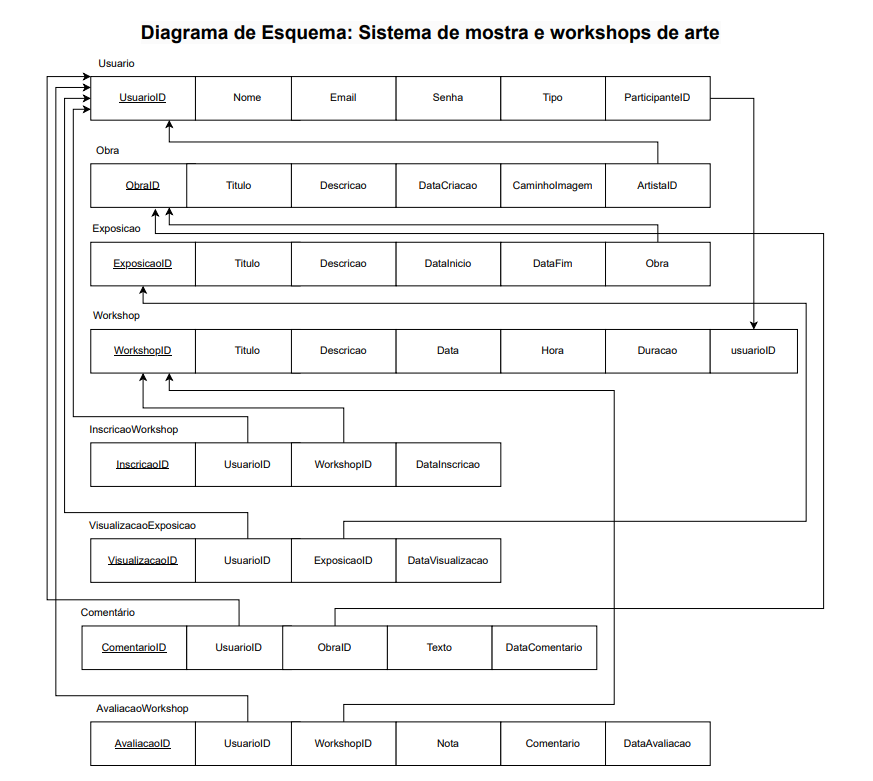 Diagrama de Esquema: Sistema de mostra e workshops de arte
Usuario
UsuarioID Nome Email Senha Tipo ParticipanteID
Obra
ObraID Titulo Descricao DataCriacao CaminhoImagem ArtistaID
Exposicao
ExposicaoID Titulo Descricao DataInicio DataFim Obra
Workshop
WorkshopID Titulo Descricao Data Hora Duracao usuarioID
InscricaoWorkshop
InscricaoID UsuarioID WorkshopID DataInscricao
VisualizacaoExposicao
VisualizacaoID UsuarioID ExposicaoID DataVisualizacao
Comentário
ComentarioID UsuarioID ObraID Texto DataComentario
AvaliacaoWorkshop
AvaliacaoID UsuarioID WorkshopID Nota Comentario DataAvaliacao